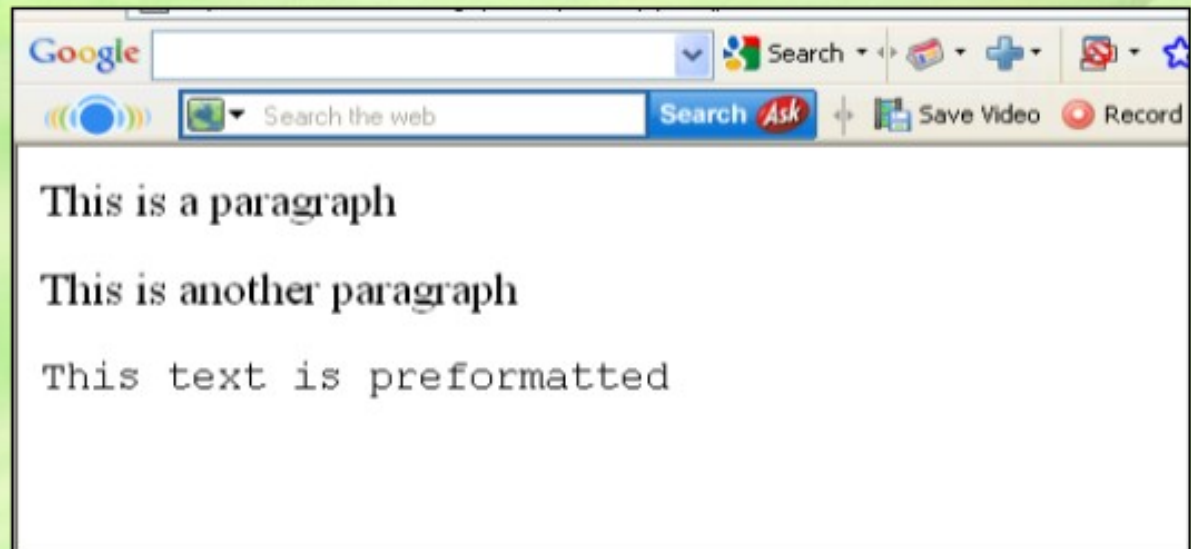 Google Search
Search the web Search Ask Save Video Record
This is a paragraph
This is another paragraph
This text is preformatted